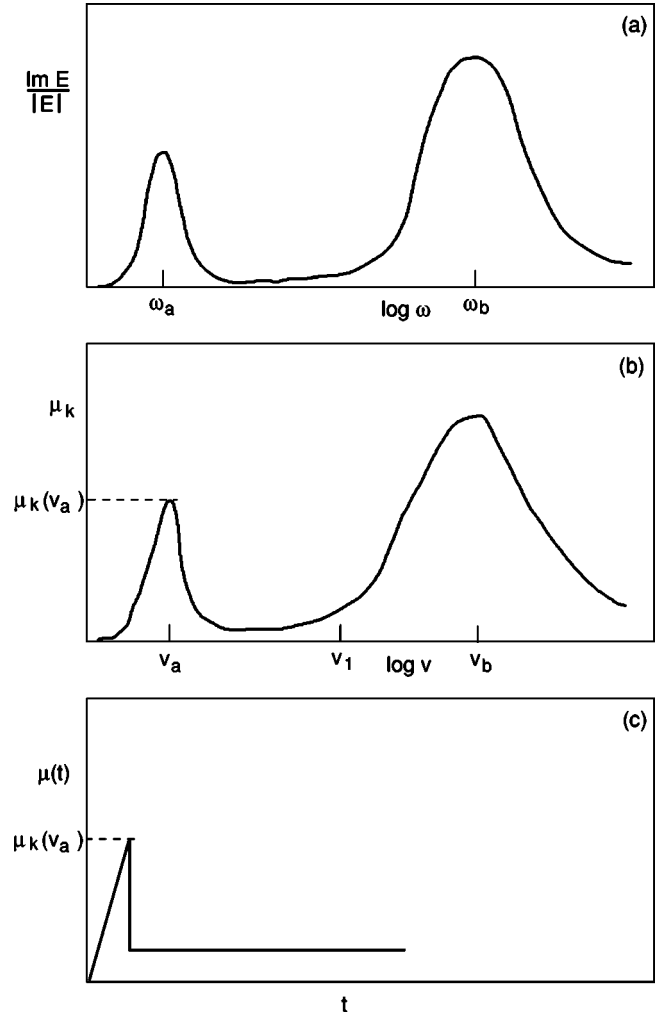 (a)
Im E
|E|
ωa
log ω
ωb
(b)
μk
μk(va)
va
v1
log v
vb
(c)
μ(t)
μk(va)
t